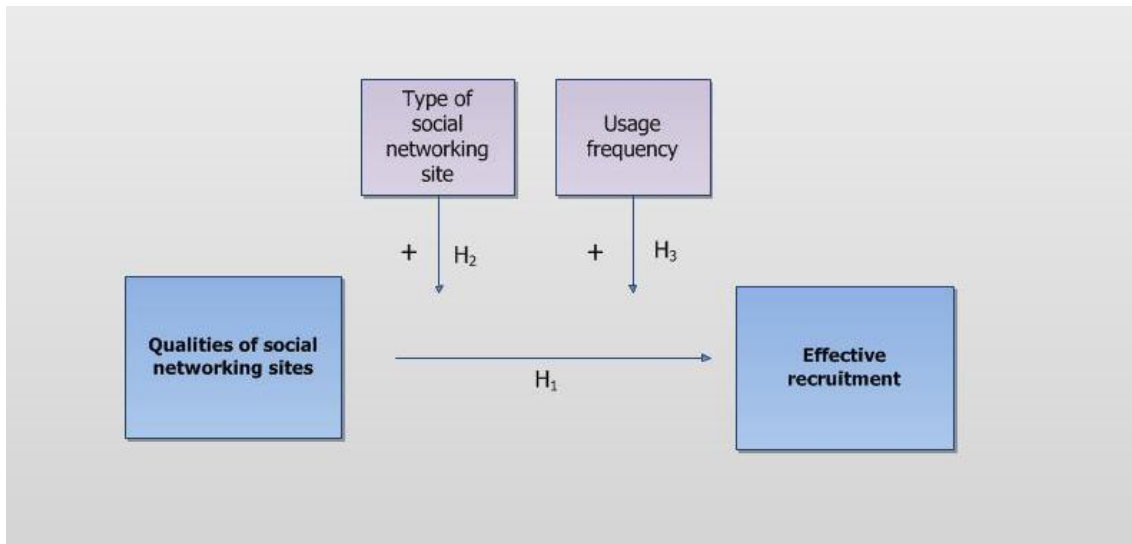 Type of
social
networking
site
Usage
frequency
+
H₂
+
H₃
Qualities of social
networking sites
H₁
Effective
recruitment